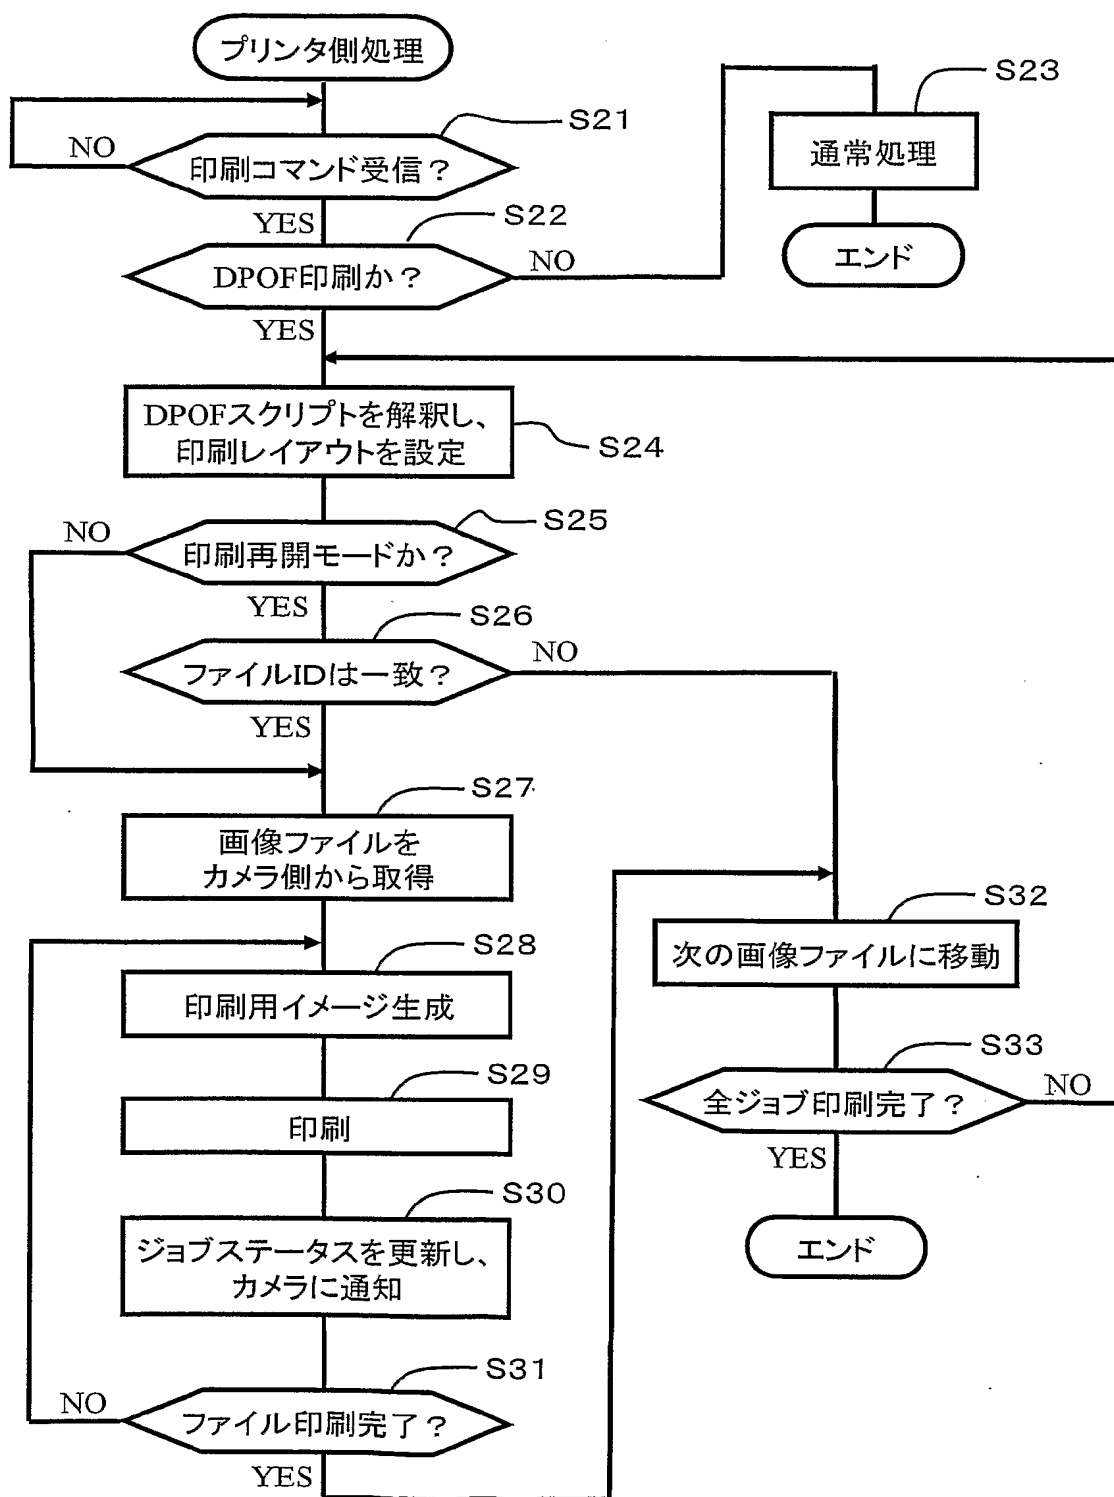 プリンタ側処理
S21
NO
印刷コマンド受信？
YES
S22
DPOF印刷か？
NO
YES
S23
通常処理
エンド
DPOFスクリプトを解釈し、
印刷レイアウトを設定
S24
S25
NO
印刷再開モードか？
YES
S26
ファイルIDは一致？
NO
YES
S27
画像ファイルを
カメラ側から取得
S28
印刷用イメージ生成
S29
印刷
S30
ジョブステータスを更新し、
カメラに通知
S31
NO
ファイル印刷完了？
YES
S32
次の画像ファイルに移動
S33
全ジョブ印刷完了？
NO
YES
エンド